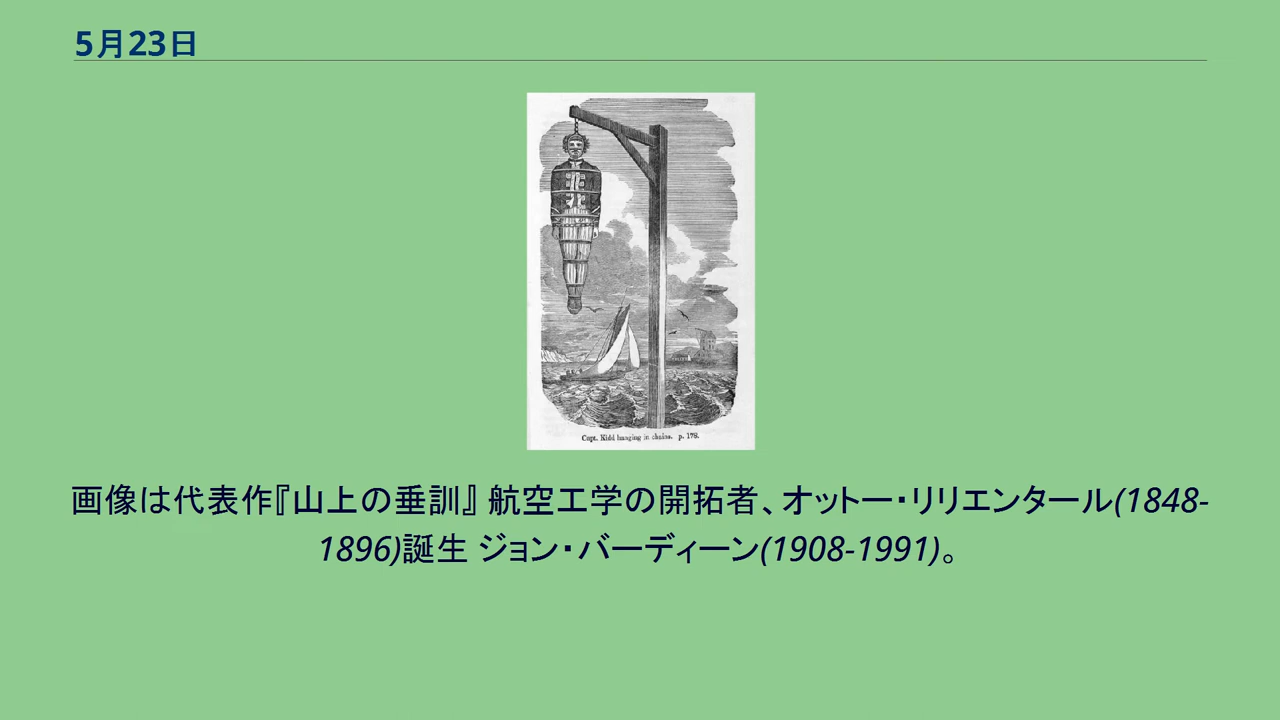 5月23日
Capt. Kidd hanging in chains. p. 178.
画像は代表作『山上の垂訓』 航空工学の開拓者、オットー・リリエンタール(1848-
1896)誕生 ジョン・バーディーン(1908-1991)。